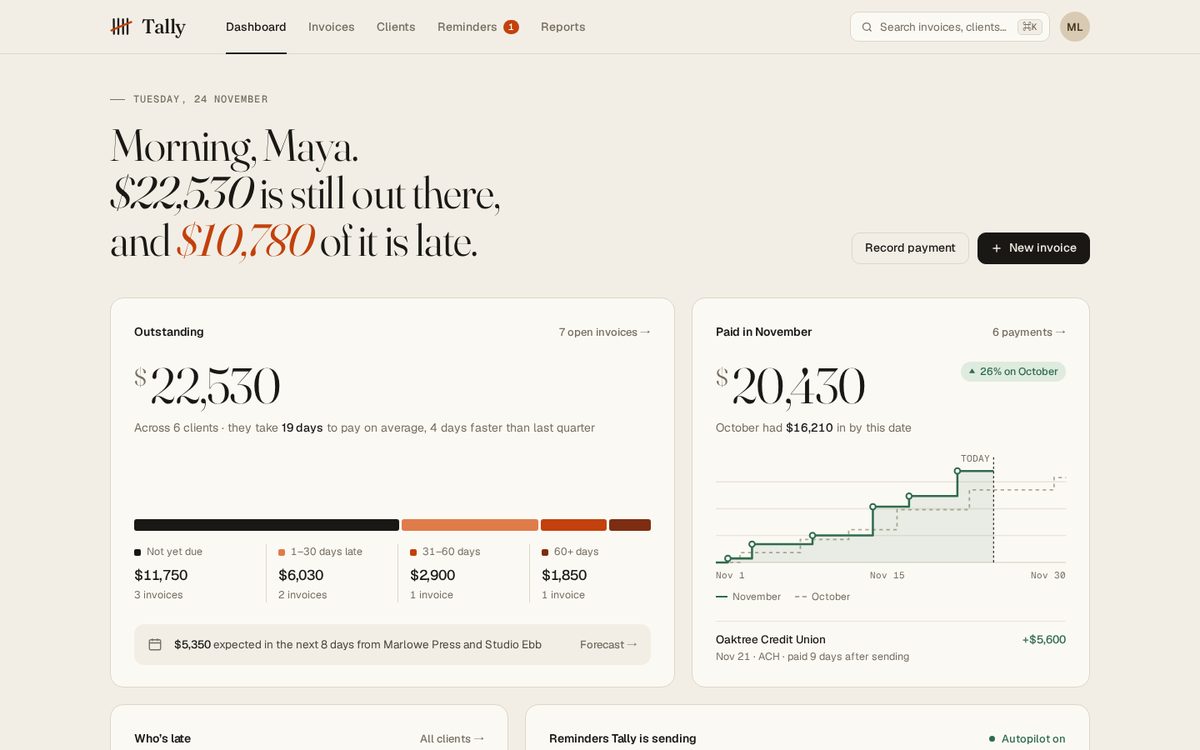 Tally
Dashboard
Invoices
Clients
Reminders 1
Reports
Search invoices, clients...
⌘K
ML
TUESDAY, 24 NOVEMBER
Morning, Maya.
$22,530 is still out there,
and $10,780 of it is late.
Record payment
+ New invoice
Outstanding
7 open invoices →
$22,530
Across 6 clients · they take 19 days to pay on average, 4 days faster than last quarter
Not yet due
$11,750
3 invoices
1–30 days late
$6,030
2 invoices
31–60 days
$2,900
1 invoice
60+ days
$1,850
1 invoice
$5,350 expected in the next 8 days from Marlowe Press and Studio Ebb
Forecast →
Paid in November
6 payments →
$20,430
▲ 26% on October
October had $16,210 in by this date
TODAY
Nov 1
Nov 15
Nov 30
November
October
Oaktree Credit Union
+$5,600
Nov 21 · ACH · paid 9 days after sending
Who's late
All clients →
Reminders Tally is sending
Autopilot on